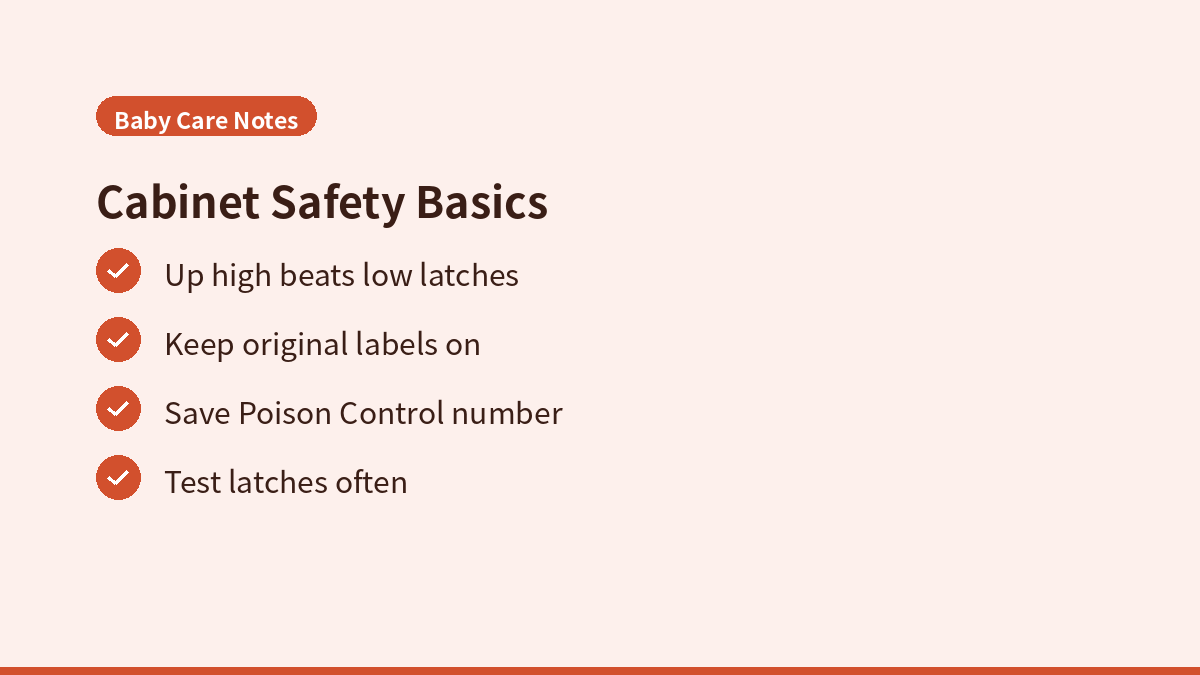 Baby Care Notes
Cabinet Safety Basics
Up high beats low latches
Keep original labels on
Save Poison Control number
Test latches often